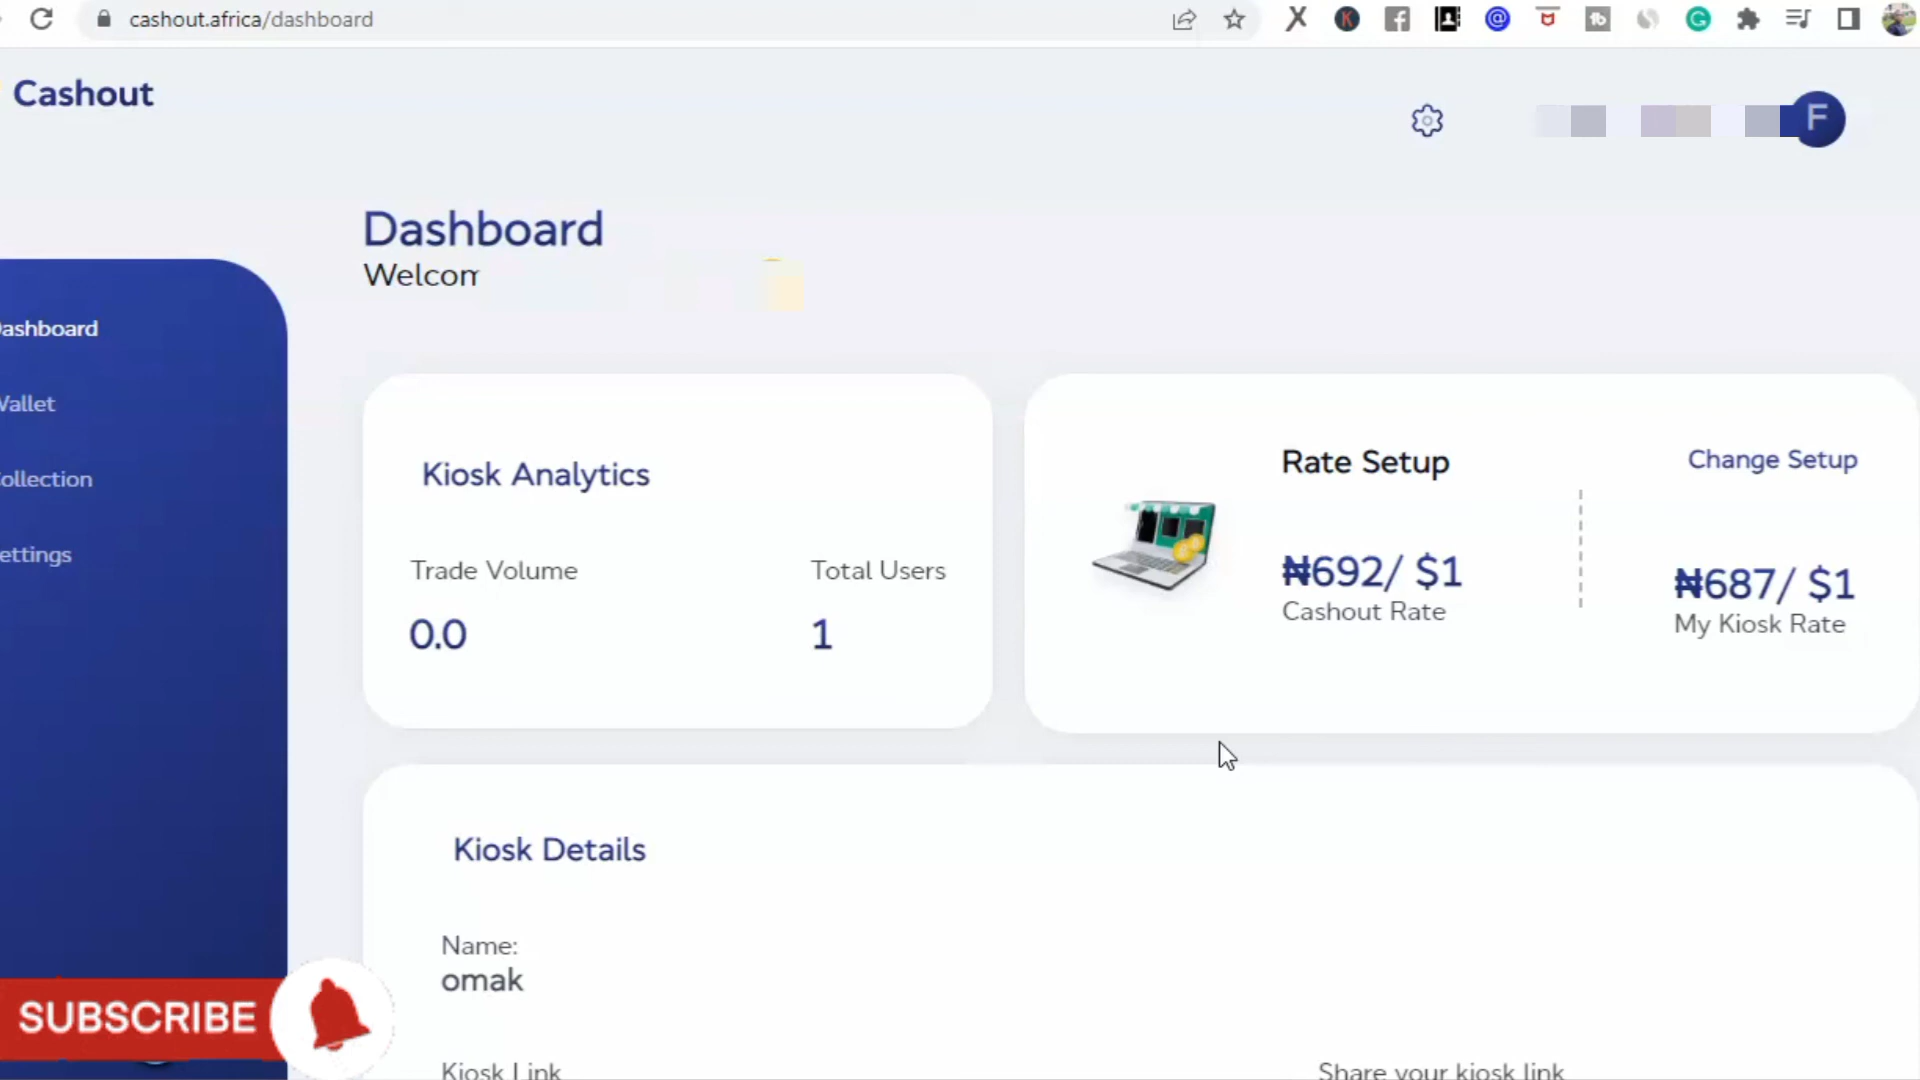 cashout.africa/dashboard
Cashout
F
Dashboard
Welcom
ashboard
Wallet
ollection
ettings
Kiosk Analytics
Trade Volume
Total Users
0.0
1
Rate Setup
Change Setup
₦692/ $1
Cashout Rate
₦687/ $1
My Kiosk Rate
Kiosk Details
Name:
omak
SUBSCRIBE
Kiosk Link
Share your kiosk link